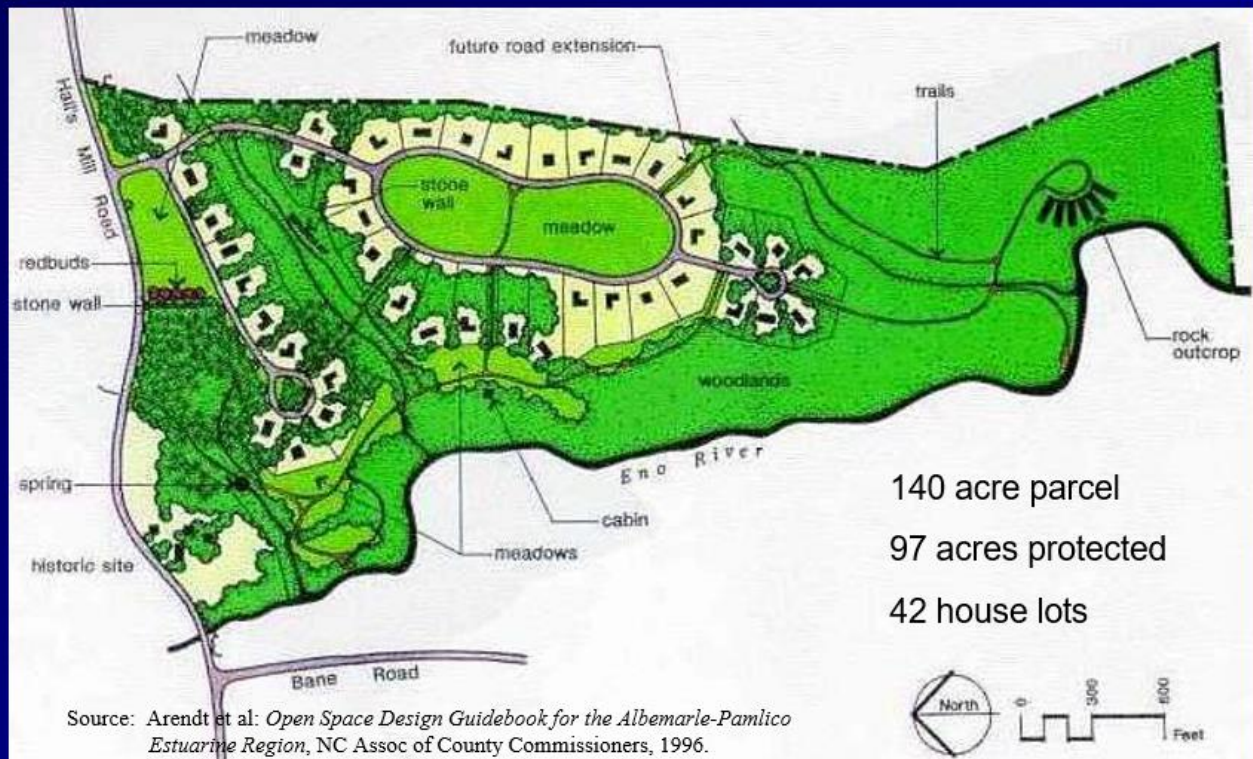 meadow
future road extension
trails
Hall's Mill Road
stone
wall
meadow
redbuds
stone wall
rock
outcrop
woodlands
Eno River
spring
cabin
meadows
historic site
Bane Road
140 acre parcel
97 acres protected
42 house lots
North
0 300 600
Feet
Source: Arendt et al: Open Space Design Guidebook for the Albemarle-Pamlico
Estuarine Region, NC Assoc of County Commissioners, 1996.